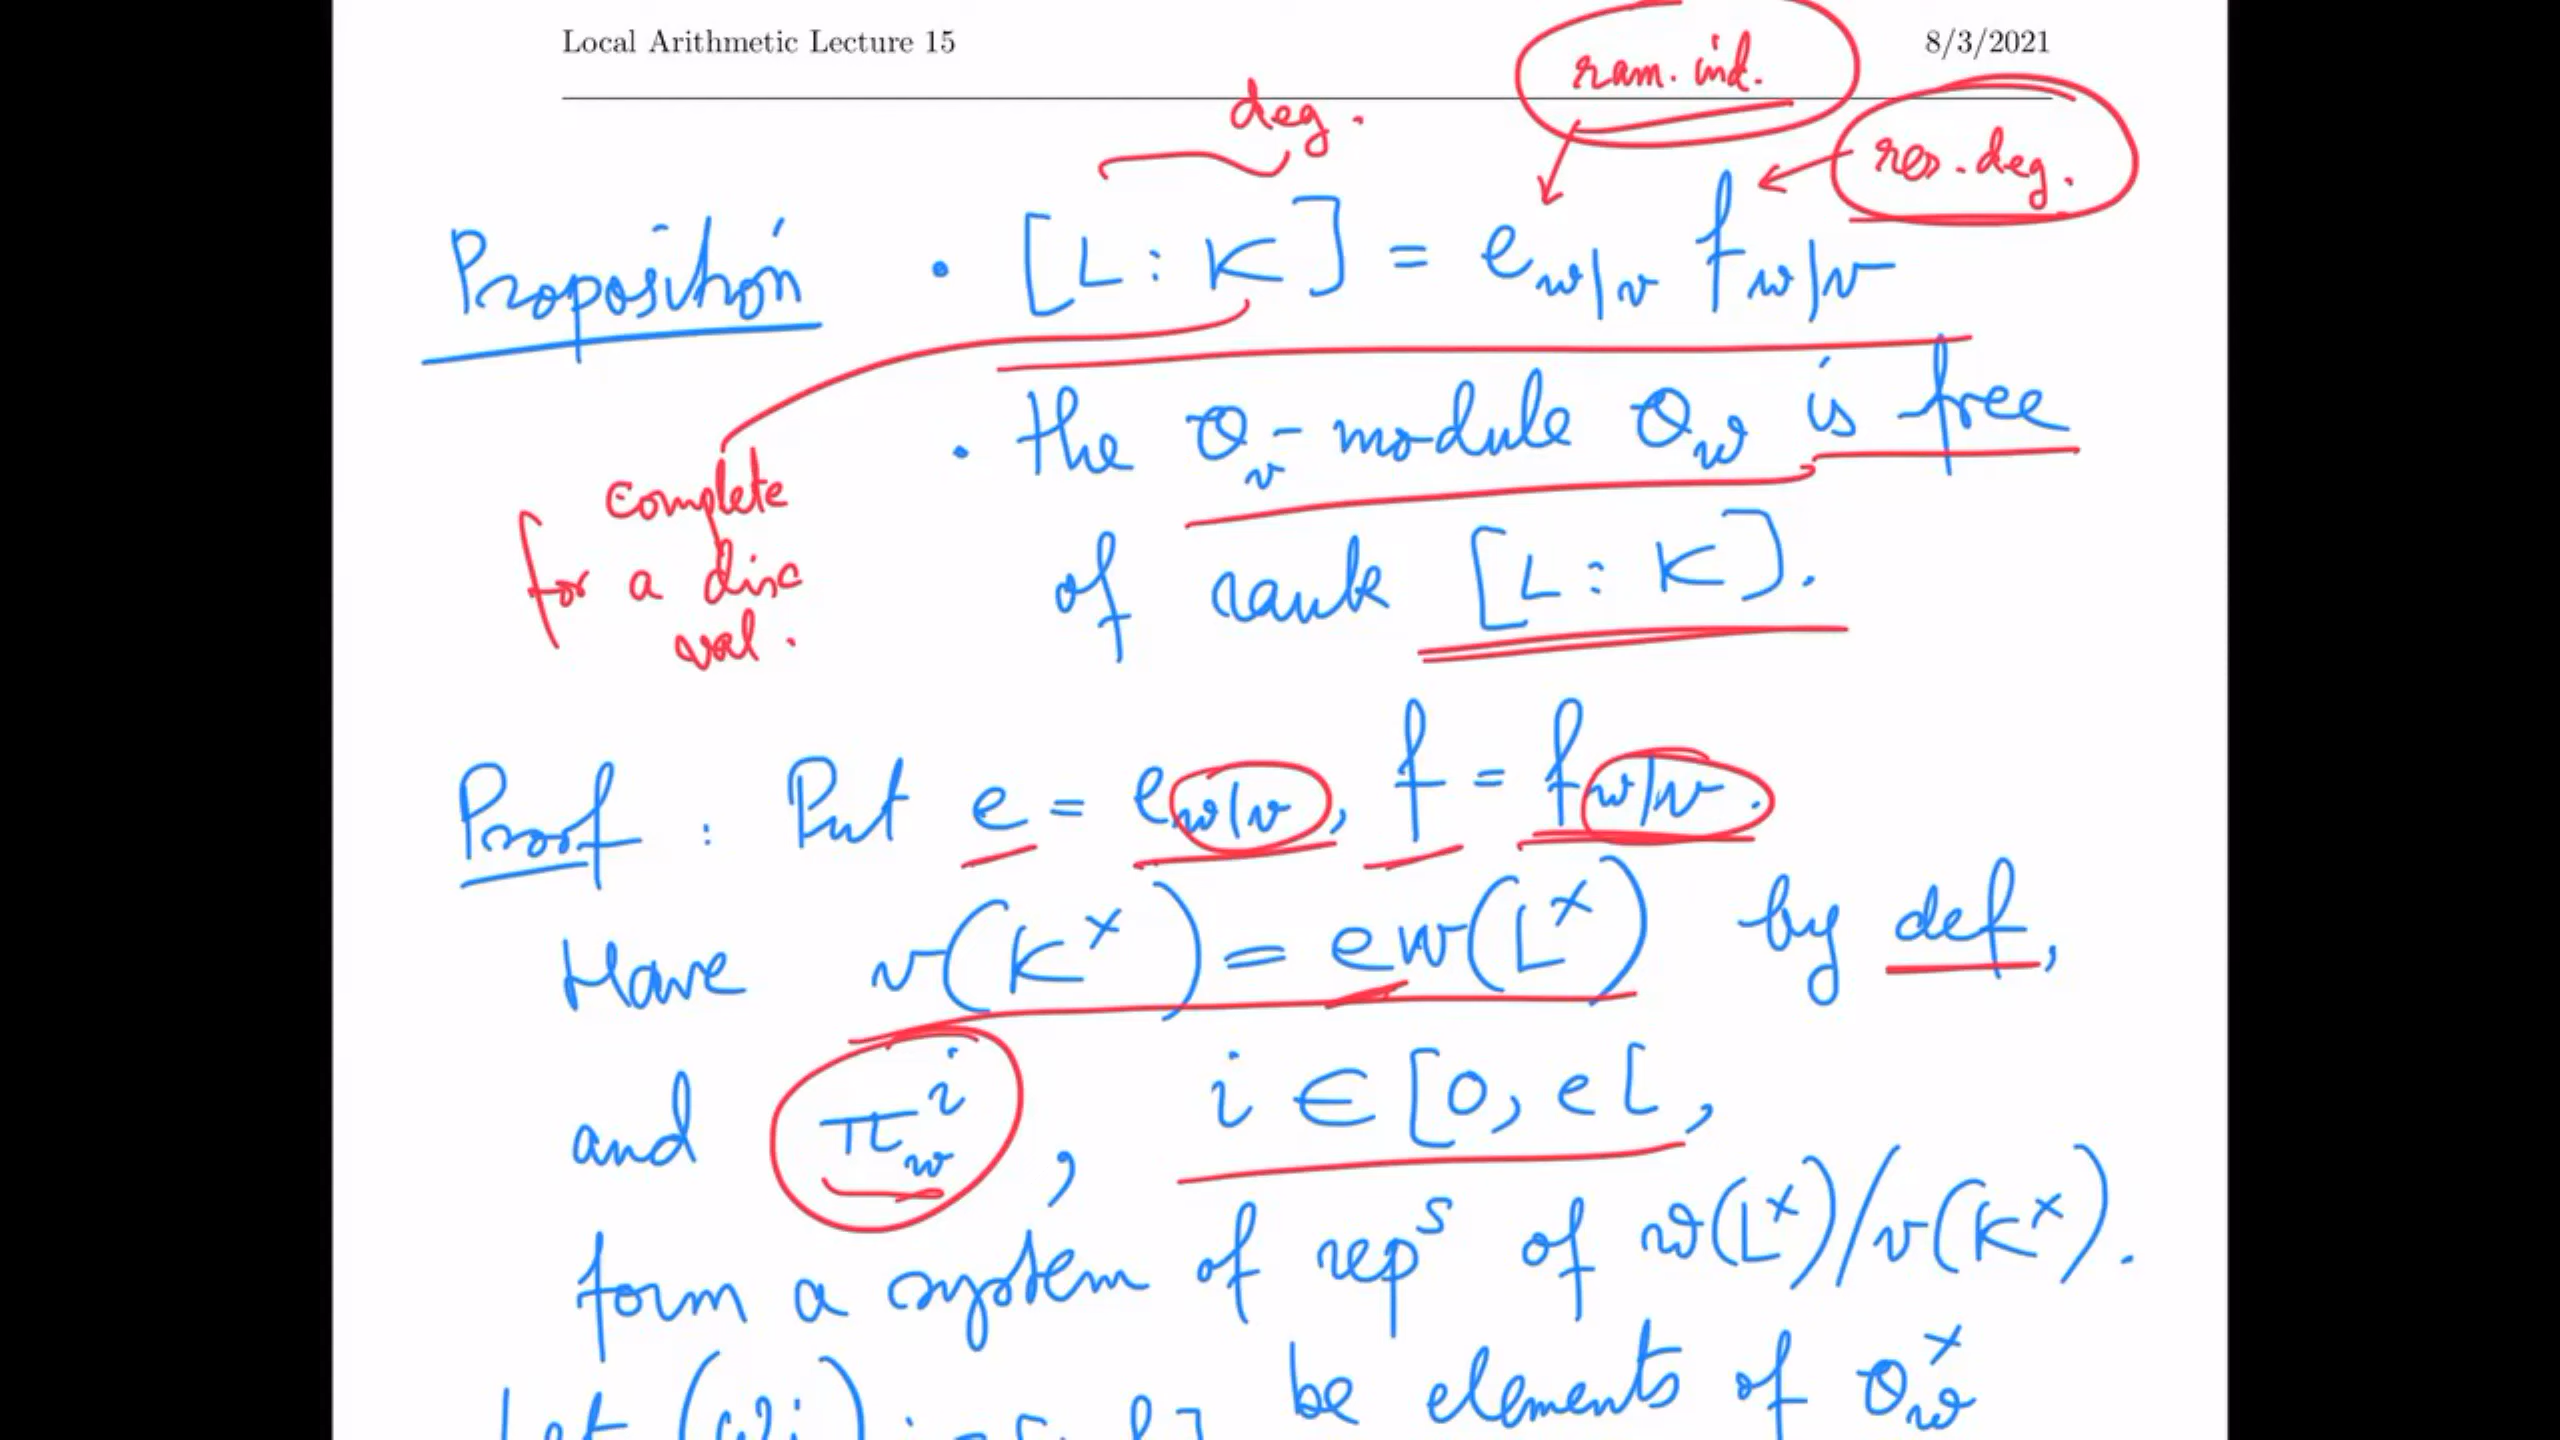 Local Arithmetic Lecture 15 8/3/2021
ram. ind.
deg.
res. deg.
Proposition • [L : K] = e_{w|v} f_{w|v}
• the 𝒪_v-module 𝒪_w is free
complete
for a disc
val.
of rank [L : K].
Proof : Put e = e_{w|v}, f = f_{w|v}.
Have v(K^×) = e w(L^×) by def,
and π_w^i , i ∈ [0, e[,
form a system of rep^s of w(L^×)/v(K^×).
Let (ω_j) be elements of 𝒪_w^×